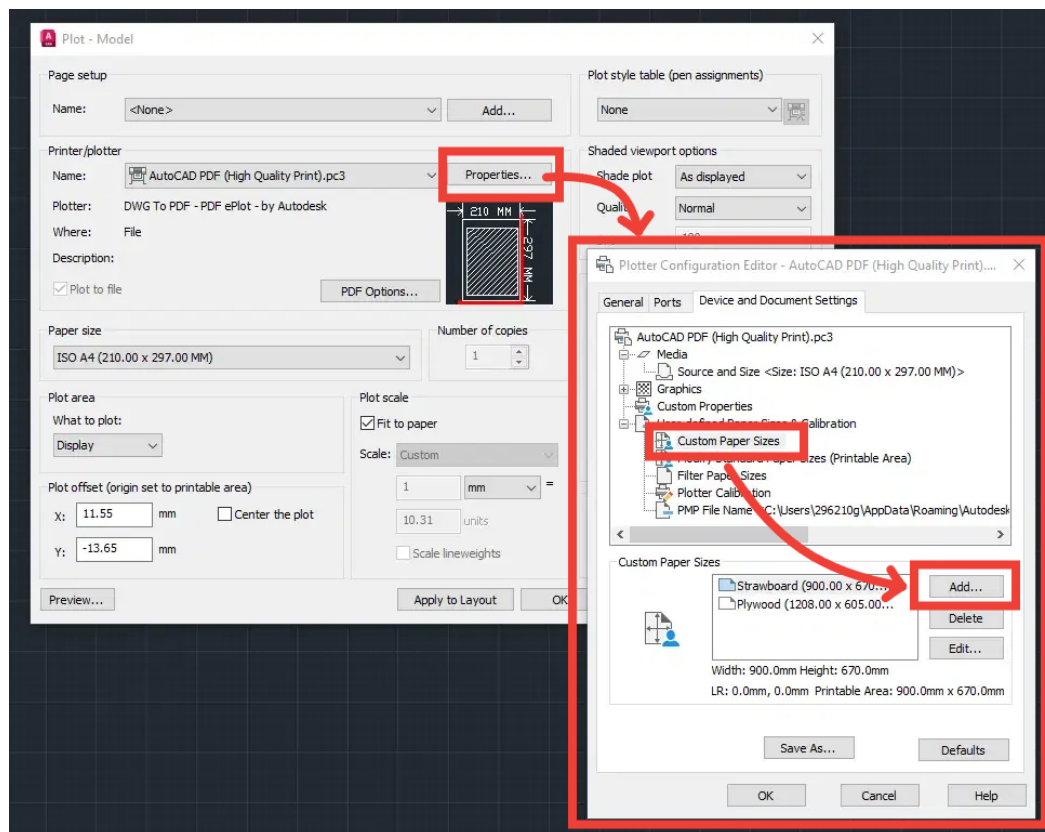 Plot - Model
Page setup
Name:
<None>
Add...
Plot style table (pen assignments)
None
Printer/plotter
Name:
AutoCAD PDF (High Quality Print).pc3
Properties...
Plotter:
DWG To PDF - PDF ePlot - by Autodesk
Where:
File
Description:
Plot to file
PDF Options...
210 MM
297 MM
Shaded viewport options
Shade plot
As displayed
Normal
Paper size
ISO A4 (210.00 x 297.00 MM)
Number of copies
1
Plot area
What to plot:
Display
Plot scale
Fit to paper
Scale:
Custom
1
mm
=
10.31
units
Scale lineweights
Plot offset (origin set to printable area)
X:
11.55
mm
Center the plot
Y:
-13.65
mm
Preview...
Apply to Layout
OK
Plotter Configuration Editor - AutoCAD PDF (High Quality Print)....
General
Ports
Device and Document Settings
AutoCAD PDF (High Quality Print).pc3
Media
Source and Size <Size: ISO A4 (210.00 x 297.00 MM)>
Graphics
Custom Properties
Calibration
Custom Paper Sizes
Sizes (Printable Area)
Filter Paper Sizes
Plotter Calibration
PMP File Name C:\Users\296210g\AppData\Roaming\Autodesk
Custom Paper Sizes
Strawboard (900.00 x 670...
Plywood (1208.00 x 605.00...
Add...
Delete
Edit...
Width: 900.0mm Height: 670.0mm
LR: 0.0mm, 0.0mm Printable Area: 900.0mm x 670.0mm
Save As...
Defaults
OK
Cancel
Help